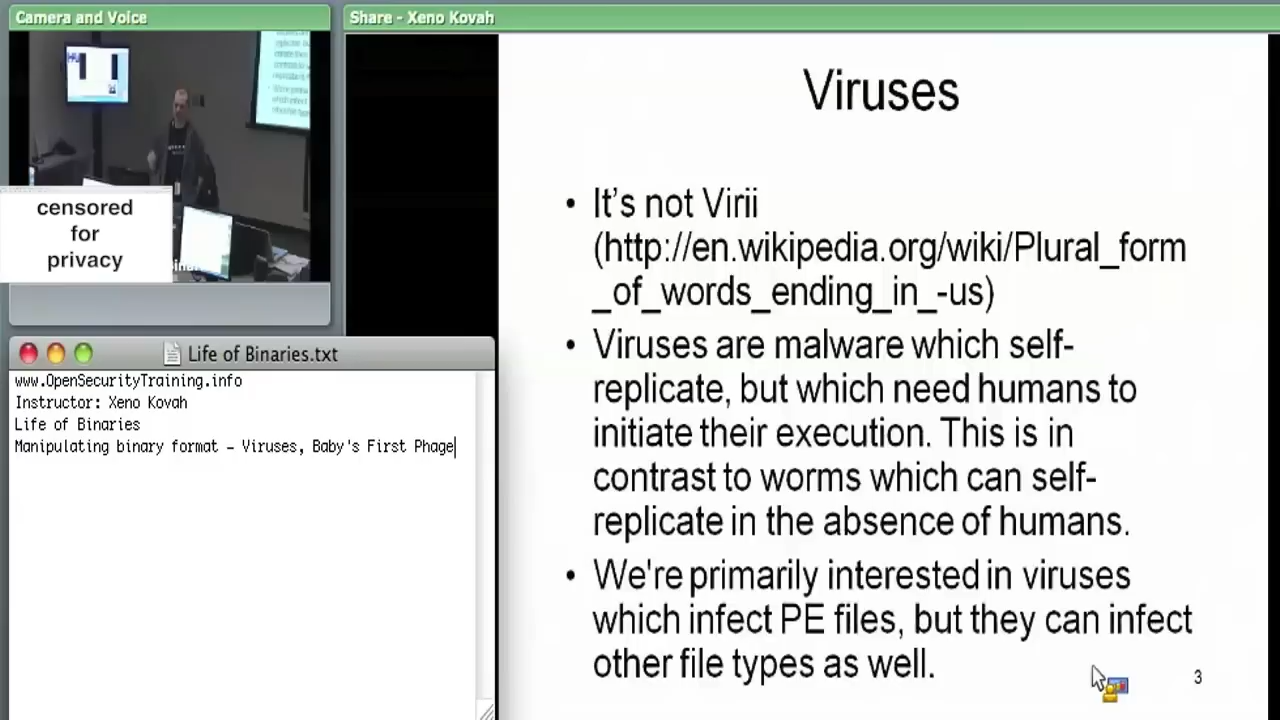 Camera and Voice
Share - Xeno Kovah
censored
for
privacy
Life of Binaries.txt
www.OpenSecurityTraining.info
Instructor: Xeno Kovah
Life of Binaries
Manipulating binary format - Viruses, Baby's First Phage
Viruses
• It's not Virii
(http://en.wikipedia.org/wiki/Plural_form
_of_words_ending_in_-us)
• Viruses are malware which self-
replicate, but which need humans to
initiate their execution. This is in
contrast to worms which can self-
replicate in the absence of humans.
• We're primarily interested in viruses
which infect PE files, but they can infect
other file types as well.
3